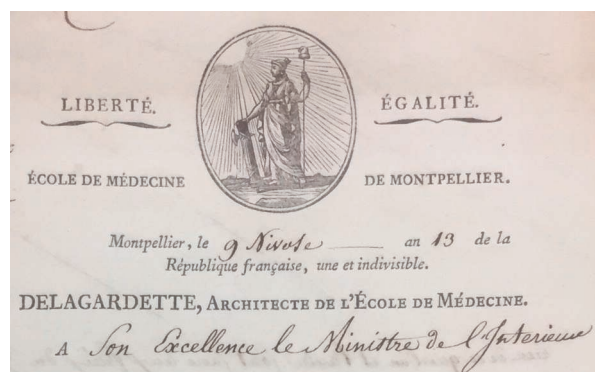 LIBERTÉ. ÉGALITÉ.
ÉCOLE DE MÉDECINE DE MONTPELLIER.
Montpellier, le 9 Nivose an 13 de la
République française, une et indivisible.
DELAGARDETTE, ARCHITECTE DE L'ÉCOLE DE MÉDECINE.
A Son Excellence le Ministre de l'Interieur